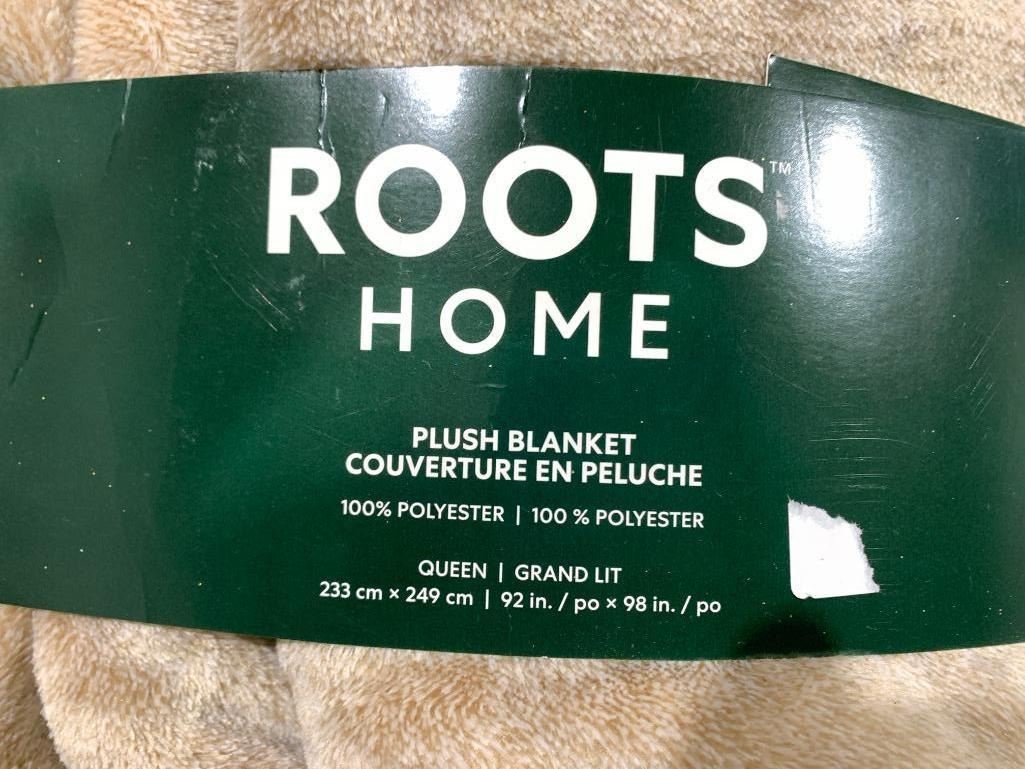 ROOTS™
HOME
PLUSH BLANKET
COUVERTURE EN PELUCHE
100% POLYESTER | 100 % POLYESTER
QUEEN | GRAND LIT
233 cm × 249 cm | 92 in. / po × 98 in. / po